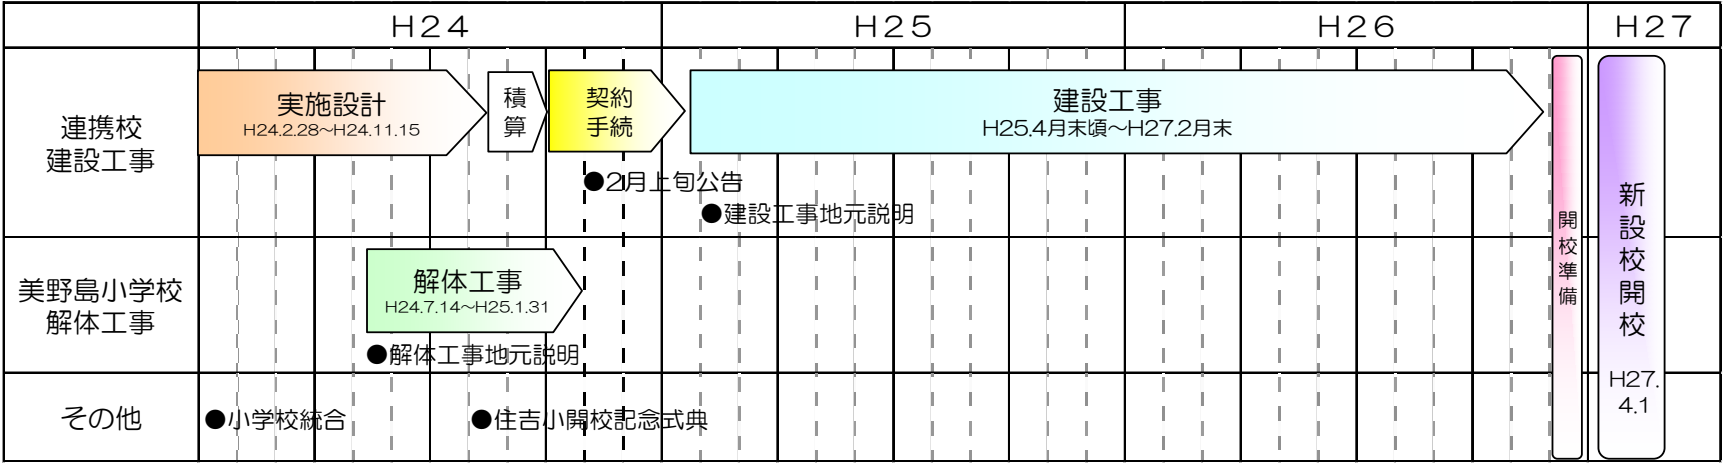 H24
H25
H26
H27
連携校
建設工事
実施設計
H24.2.28～H24.11.15
積
算
契約
手続
建設工事
H25.4月末頃～H27.2月末
●2月上旬公告
●建設工事地元説明
美野島小学校
解体工事
解体工事
H24.7.14～H25.1.31
●解体工事地元説明
その他
●小学校統合
●住吉小開校記念式典
開
校
準
備
新
設
校
開
校
H27.
4.1